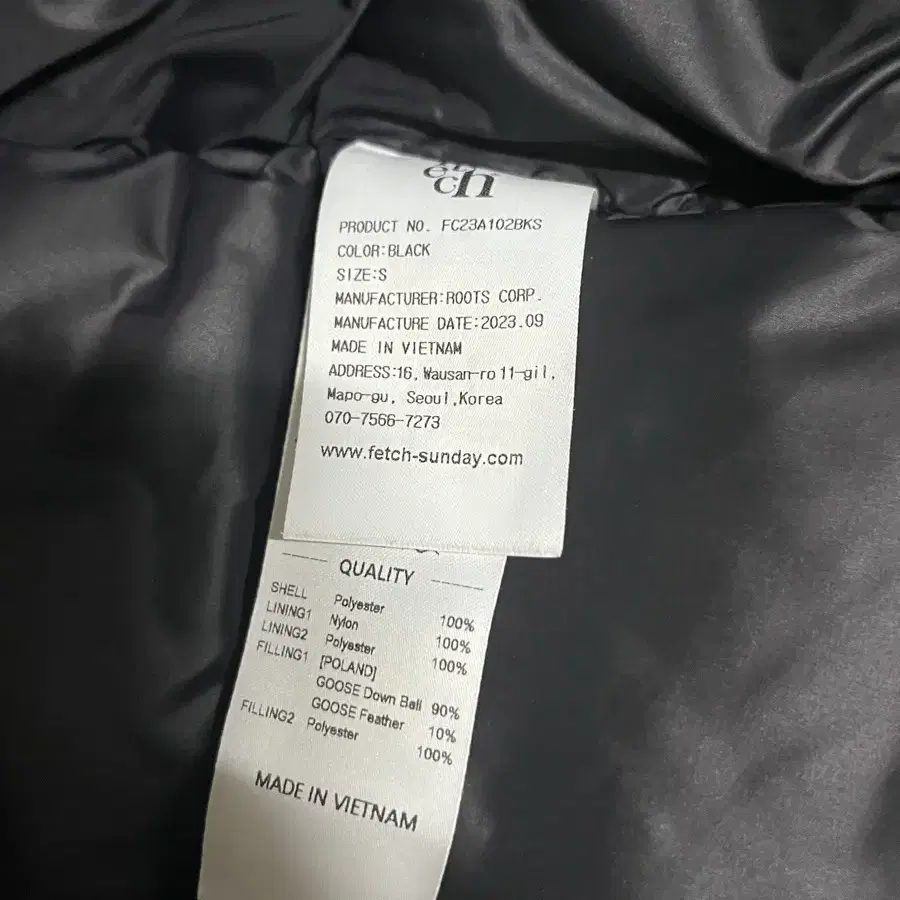 PRODUCT NO. FC23A102BKS
COLOR:BLACK
SIZE:S
MANUFACTURER:ROOTS CORP.
MANUFACTURE DATE:2023.09
MADE IN VIETNAM
ADDRESS:16, Wausan-ro 11-gil,
Mapo-gu, Seoul,Korea
070-7566-7273
www.fetch-sunday.com
QUALITY
SHELL Polyester 100%
LINING1 Nylon 100%
LINING2 Polyester 100%
FILLING1 [POLAND]
GOOSE Down Ball 90%
GOOSE Feather 10%
FILLING2 Polyester 100%
MADE IN VIETNAM